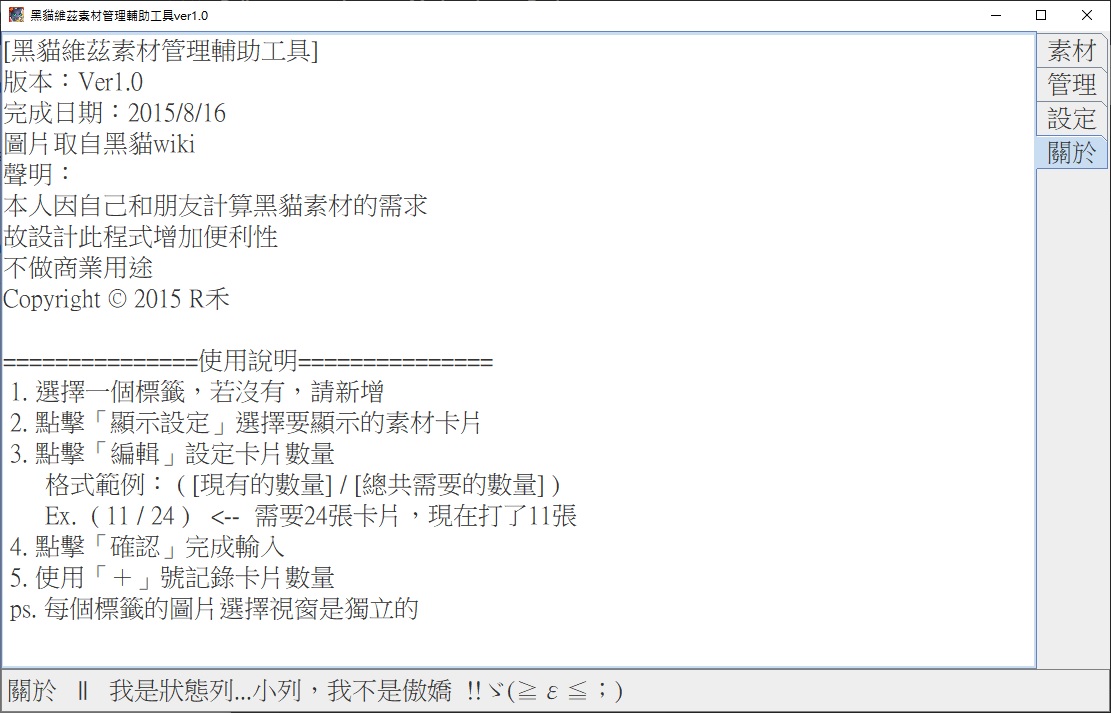 黑貓維茲素材管理輔助工具ver1.0
[黑貓維茲素材管理輔助工具]
版本：Ver1.0
完成日期：2015/8/16
圖片取自黑貓wiki
聲明：
本人因自己和朋友計算黑貓素材的需求
故設計此程式增加便利性
不做商業用途
Copyright © 2015 R禾
===============使用說明===============
1. 選擇一個標籤，若沒有，請新增
2. 點擊「顯示設定」選擇要顯示的素材卡片
3. 點擊「編輯」設定卡片數量
格式範例：( [現有的數量] / [總共需要的數量] )
Ex. ( 11 / 24 ) <-- 需要24張卡片，現在打了11張
4. 點擊「確認」完成輸入
5. 使用「＋」號記錄卡片數量
ps. 每個標籤的圖片選擇視窗是獨立的
素材
管理
設定
關於
關於 || 我是狀態列...小列，我不是傲嬌 !!ゞ(≧ε≦；)